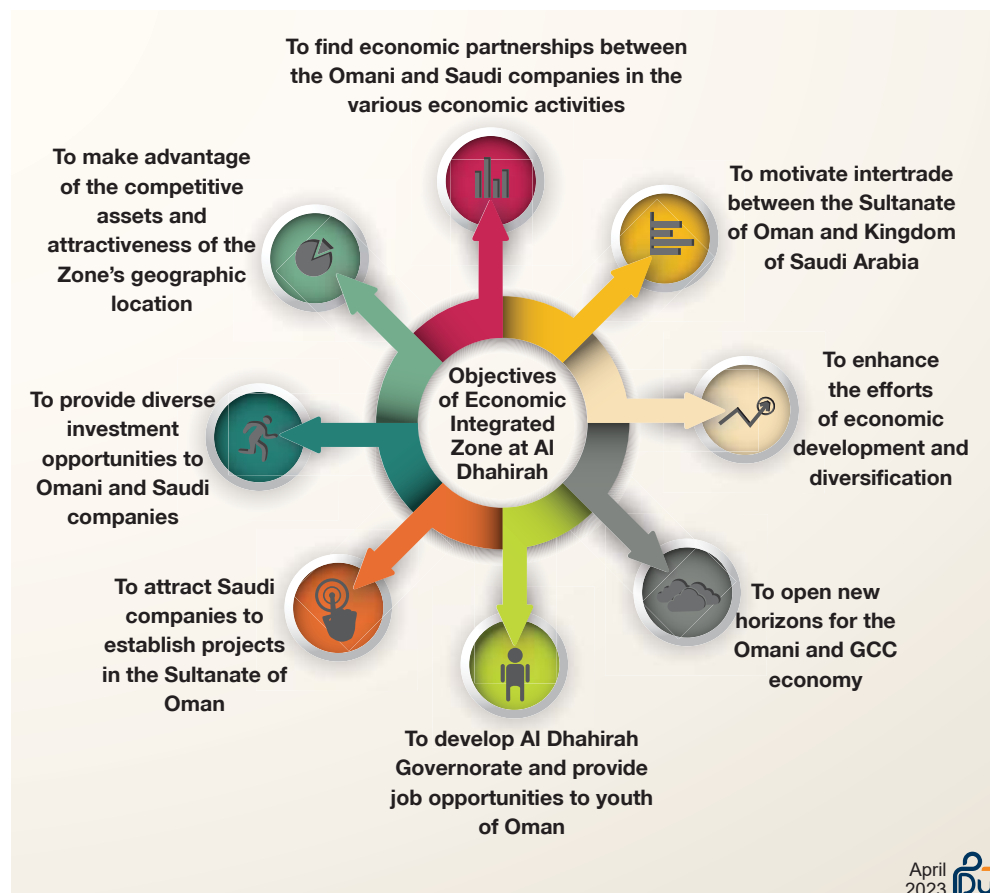 To find economic partnerships between
the Omani and Saudi companies in the
various economic activities
To motivate intertrade
between the Sultanate
of Oman and Kingdom
of Saudi Arabia
To enhance
the efforts
of economic
development and
diversification
To open new
horizons for the
Omani and GCC
economy
To develop Al Dhahirah
Governorate and provide
job opportunities to youth
of Oman
To attract Saudi
companies to
establish projects
in the Sultanate of
Oman
To provide diverse
investment
opportunities to
Omani and Saudi
companies
To make advantage
of the competitive
assets and
attractiveness of the
Zone's geographic
location
Objectives
of Economic
Integrated
Zone at Al
Dhahirah
April
2023